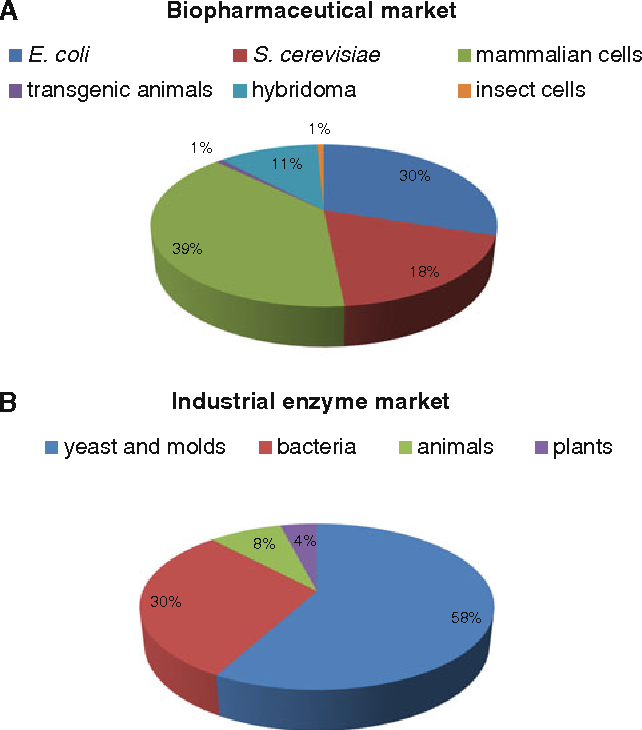 A Biopharmaceutical market
E. coli S. cerevisiae mammalian cells
transgenic animals hybridoma insect cells
1%
1%
11%
30%
39%
18%
B Industrial enzyme market
yeast and molds bacteria animals plants
8% 4%
30%
58%